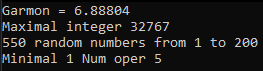 Garmon = 6.88804
Maximal integer 32767
550 random numbers from 1 to 200
Minimal 1 Num oper 5